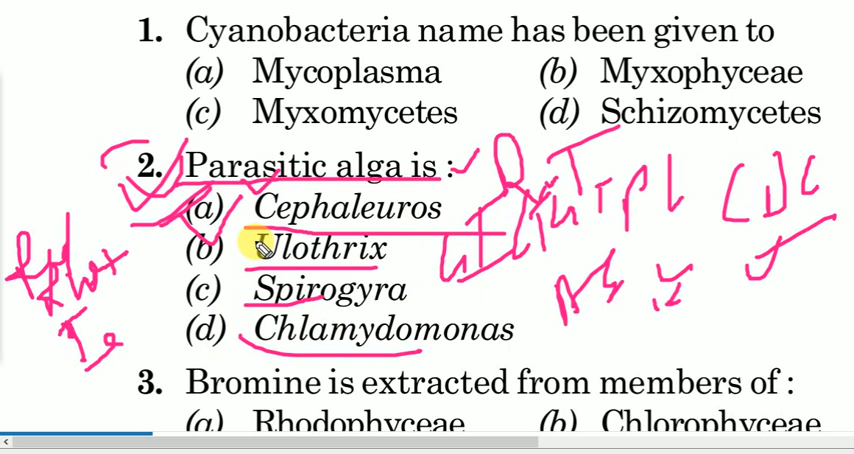 1. Cyanobacteria name has been given to
(a) Mycoplasma (b) Myxophyceae
(c) Myxomycetes (d) Schizomycetes
2. Parasitic alga is :
(a) Cephaleuros
(b) Ulothrix
(c) Spirogyra
(d) Chlamydomonas
3. Bromine is extracted from members of :
(a) Rhodophyceae (b) Chlorophyceae